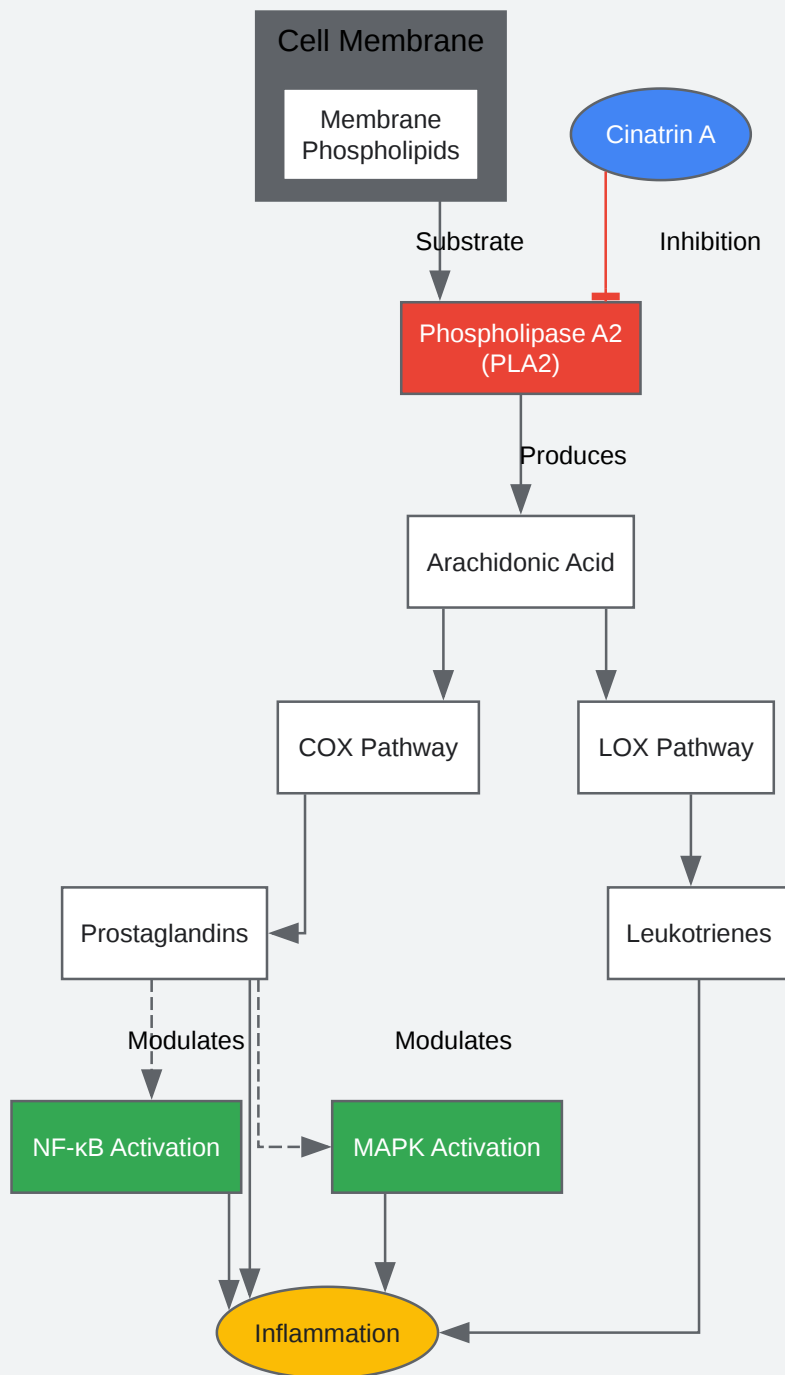 Cell Membrane
Membrane
Phospholipids
Cinatrin A
Substrate
Inhibition
Phospholipase A2
(PLA2)
Produces
Arachidonic Acid
COX Pathway
LOX Pathway
Prostaglandins
Leukotrienes
Modulates
Modulates
NF-κB Activation
MAPK Activation
Inflammation